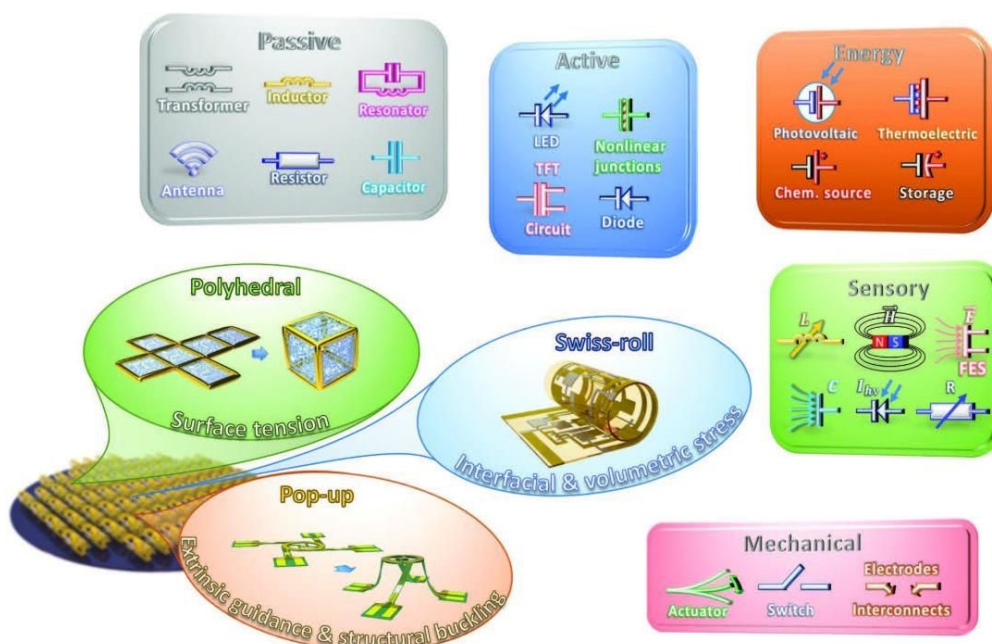 Passive
Transformer
Inductor
Resonator
Antenna
Resistor
Capacitor
Active
LED
Nonlinear
junctions
TFT
Circuit
Diode
Energy
Photovoltaic
Thermoelectric
Chem. source
Storage
Polyhedral
Surface tension
Swiss-roll
Interfacial & volumetric stress
Pop-up
Extrinsic guidance & structural buckling
Sensory
L
H
N S
E
FES
C
I hν
R
Mechanical
Actuator
Switch
Electrodes
Interconnects